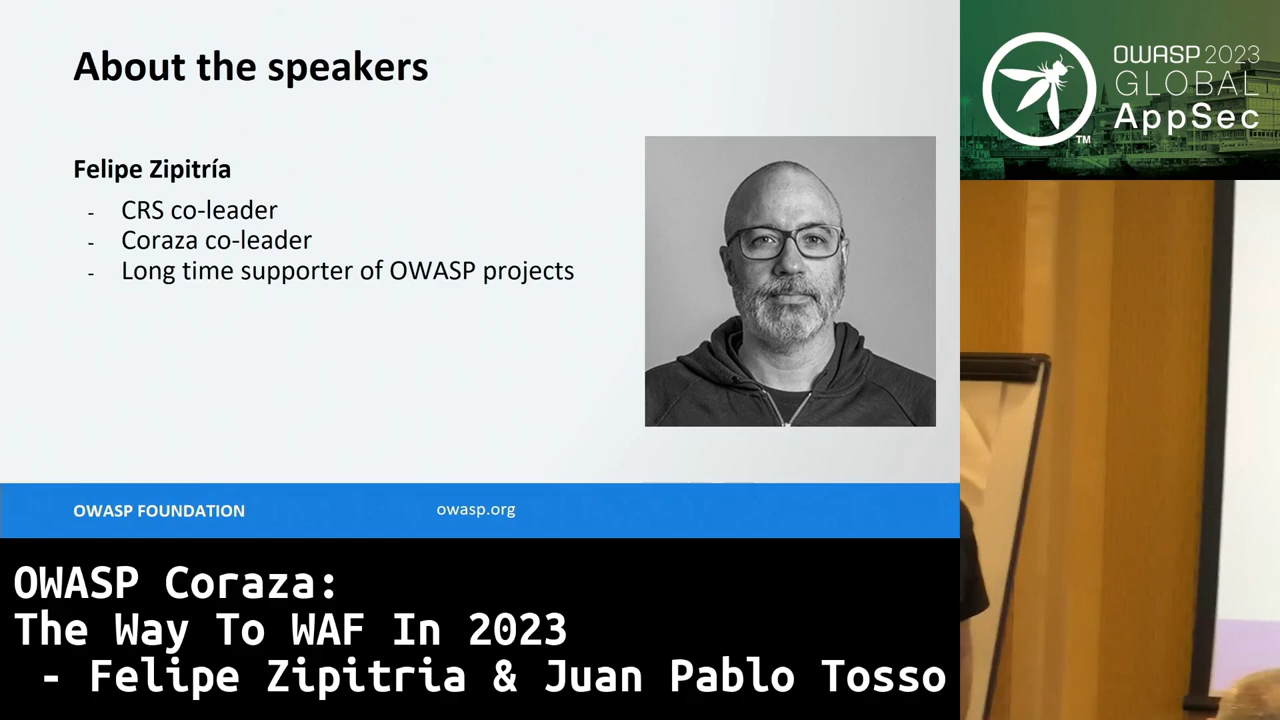 About the speakers
Felipe Zipitría
- CRS co-leader
- Coraza co-leader
- Long time supporter of OWASP projects
OWASP FOUNDATION owasp.org
OWASP 2023
GLOBAL
AppSec
TM
OWASP Coraza:
The Way To WAF In 2023
- Felipe Zipitria & Juan Pablo Tosso